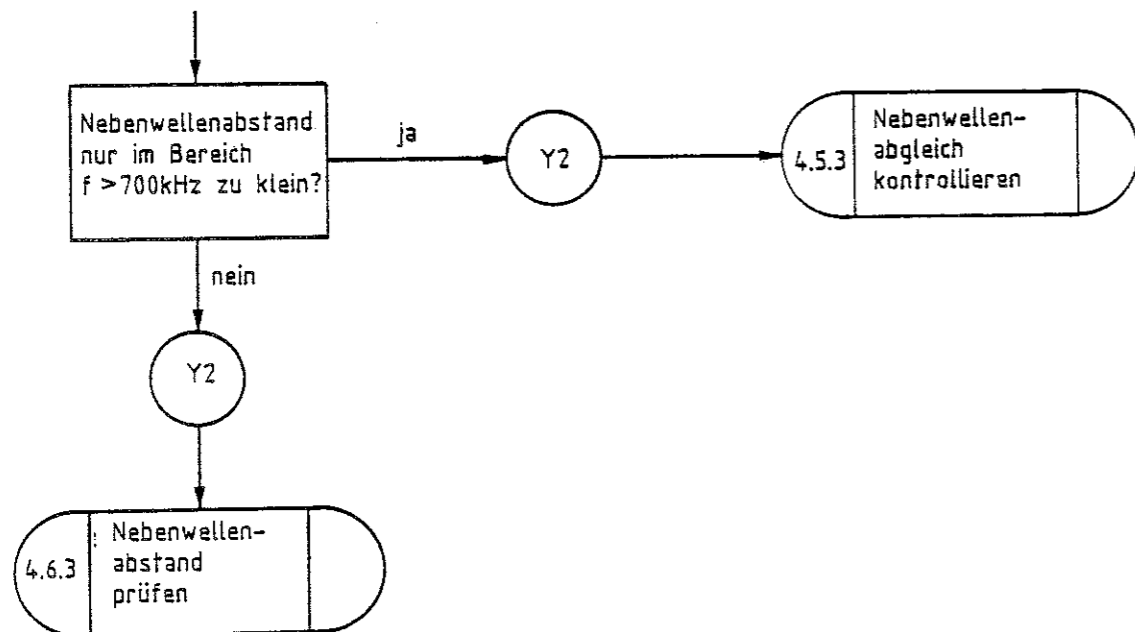 Nebenwellenabstand
nur im Bereich
f >700kHz zu klein?
ja
Y2
4.5.3
Nebenwellen-
abgleich
kontrollieren
nein
Y2
4.6.3
Nebenwellen-
abstand
prüfen